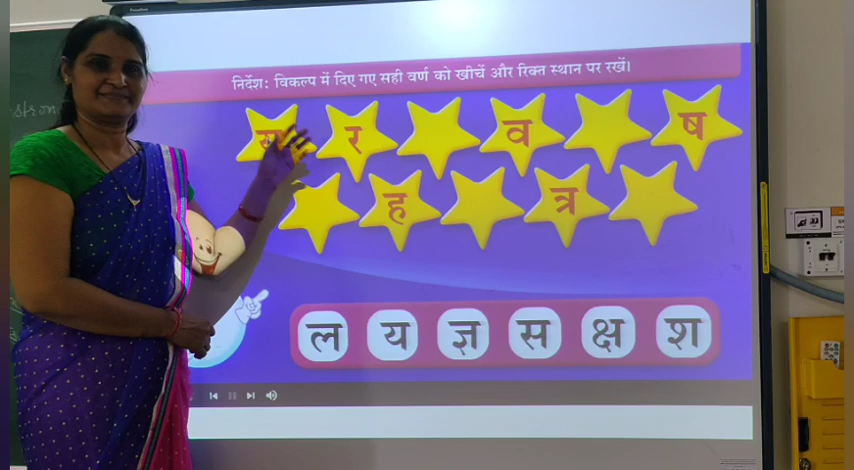 निर्देश: विकल्प में दिए गए सही वर्ण को खीचें और रिक्त स्थान पर रखें।
य र व ष
ह त्र
ल य ज्ञ स क्ष श